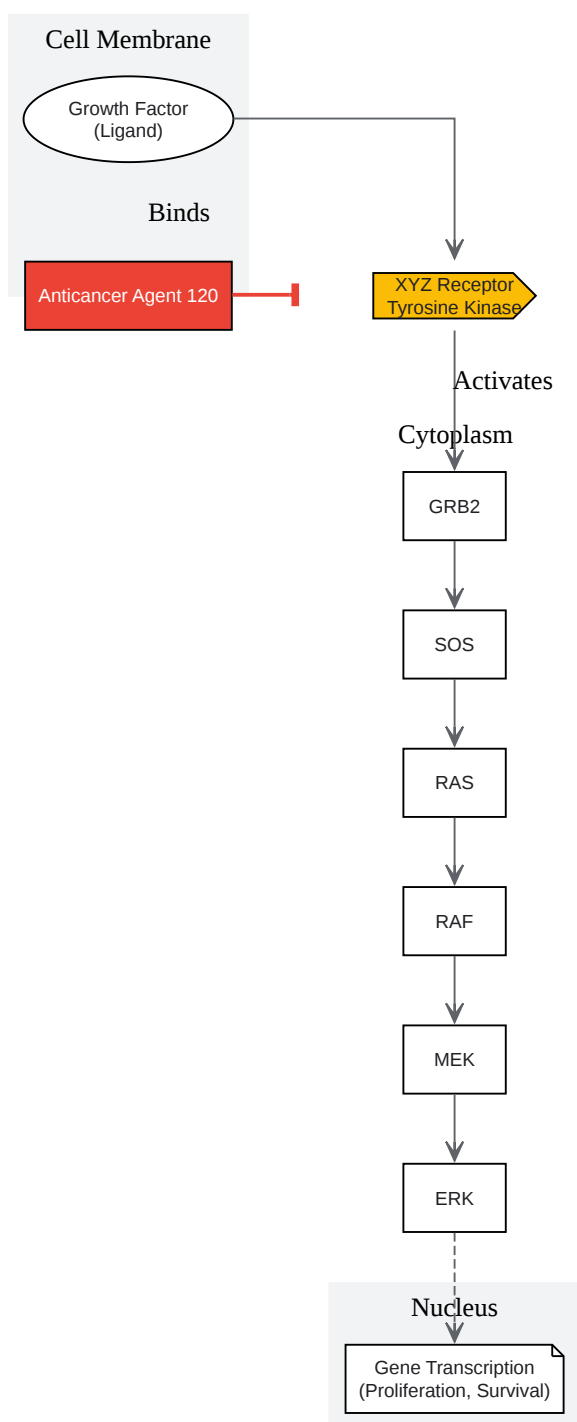 Cell Membrane
Growth Factor
(Ligand)
Binds
Anticancer Agent 120
XYZ Receptor
Tyrosine Kinase
Activates
Cytoplasm
GRB2
SOS
RAS
RAF
MEK
ERK
Nucleus
Gene Transcription
(Proliferation, Survival)